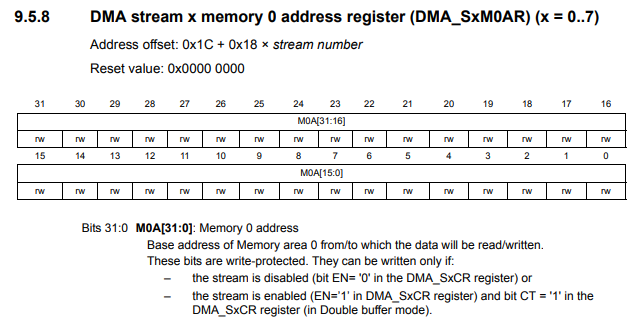 9.5.8 DMA stream x memory 0 address register (DMA_SxM0AR) (x = 0..7)
Address offset: 0x1C + 0x18 × stream number
Reset value: 0x0000 0000
31 30 29 28 27 26 25 24 23 22 21 20 19 18 17 16
M0A[31:16]
rw rw rw rw rw rw rw rw rw rw rw rw rw rw rw rw
15 14 13 12 11 10 9 8 7 6 5 4 3 2 1 0
M0A[15:0]
rw rw rw rw rw rw rw rw rw rw rw rw rw rw rw rw
Bits 31:0 M0A[31:0]: Memory 0 address
Base address of Memory area 0 from/to which the data will be read/written.
These bits are write-protected. They can be written only if:
– the stream is disabled (bit EN= '0' in the DMA_SxCR register) or
– the stream is enabled (EN='1' in DMA_SxCR register) and bit CT = '1' in the
DMA_SxCR register (in Double buffer mode).